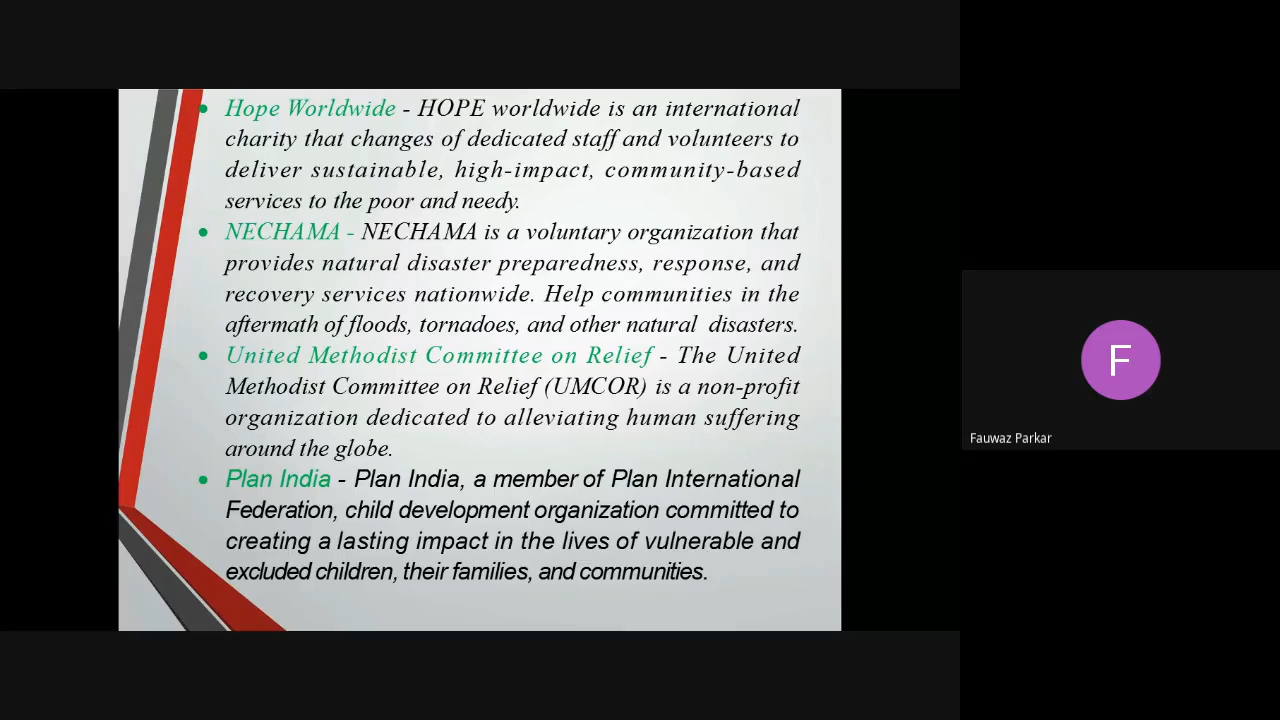 • Hope Worldwide - HOPE worldwide is an international
charity that changes of dedicated staff and volunteers to
deliver sustainable, high-impact, community-based
services to the poor and needy.
• NECHAMA - NECHAMA is a voluntary organization that
provides natural disaster preparedness, response, and
recovery services nationwide. Help communities in the
aftermath of floods, tornadoes, and other natural disasters.
• United Methodist Committee on Relief - The United
Methodist Committee on Relief (UMCOR) is a non-profit
organization dedicated to alleviating human suffering
around the globe.
• Plan India - Plan India, a member of Plan International
Federation, child development organization committed to
creating a lasting impact in the lives of vulnerable and
excluded children, their families, and communities.
F
Fauwaz Parkar